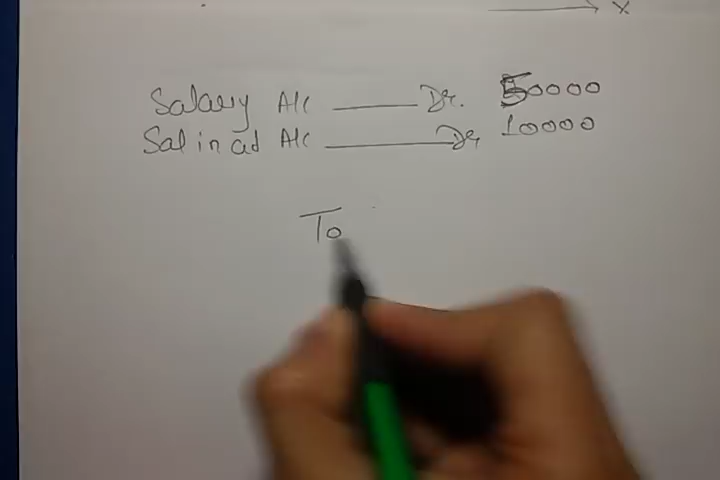 x
Salary A/c ——— Dr. 50000
Sal in ad A/c ——— Dr 10000
To